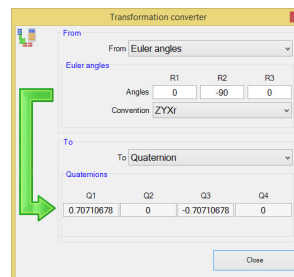 Transformation converter
From
From Euler angles
Euler angles
R1 R2 R3
Angles 0 -90 0
Convention ZYXr
To
To Quaternion
Quaternions
Q1 Q2 Q3 Q4
0.70710678 0 -0.70710678 0
Close